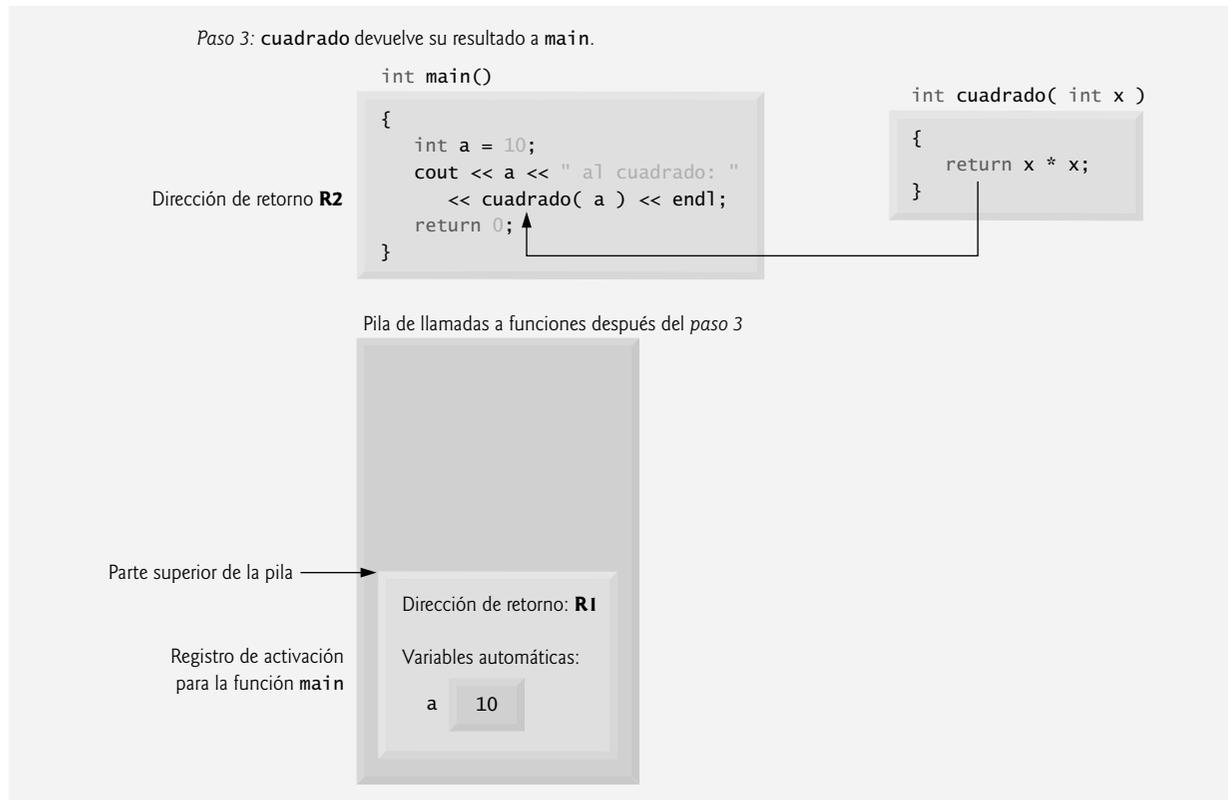 Paso 3: cuadrado devuelve su resultado a main.
int main()
{
int a = 10;
cout << a << " al cuadrado: "
Dirección de retorno R2
<< cuadrado( a ) << endl;
return 0;
}
int cuadrado( int x )
{
return x * x;
}
Pila de llamadas a funciones después del paso 3
Parte superior de la pila
Dirección de retorno: R1
Registro de activación
para la función main
Variables automáticas:
a 10